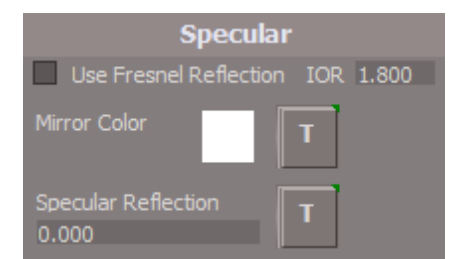 Specular
Use Fresnel Reflection IOR 1.800
Mirror Color T
Specular Reflection T
0.000